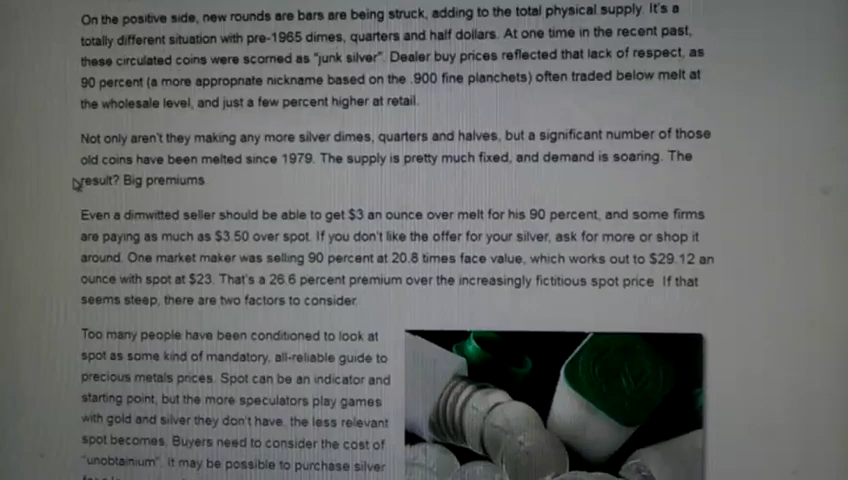 On the positive side, new rounds are bars are being struck, adding to the total physical supply. It's a
totally different situation with pre-1965 dimes, quarters and half dollars. At one time in the recent past,
these circulated coins were scorned as "junk silver". Dealer buy prices reflected that lack of respect, as
90 percent (a more appropriate nickname based on the .900 fine planchets) often traded below melt at
the wholesale level, and just a few percent higher at retail.
Not only aren't they making any more silver dimes, quarters and halves, but a significant number of those
old coins have been melted since 1979. The supply is pretty much fixed, and demand is soaring. The
result? Big premiums.
Even a dimwitted seller should be able to get $3 an ounce over melt for his 90 percent, and some firms
are paying as much as $3.50 over spot. If you don't like the offer for your silver, ask for more or shop it
around. One market maker was selling 90 percent at 20.8 times face value, which works out to $29.12 an
ounce with spot at $23. That's a 26.6 percent premium over the increasingly fictitious spot price. If that
seems steep, there are two factors to consider.
Too many people have been conditioned to look at
spot as some kind of mandatory, all-reliable guide to
precious metals prices. Spot can be an indicator and
starting point, but the more speculators play games
with gold and silver they don't have, the less relevant
spot becomes. Buyers need to consider the cost of
"unobtainium". It may be possible to purchase silver